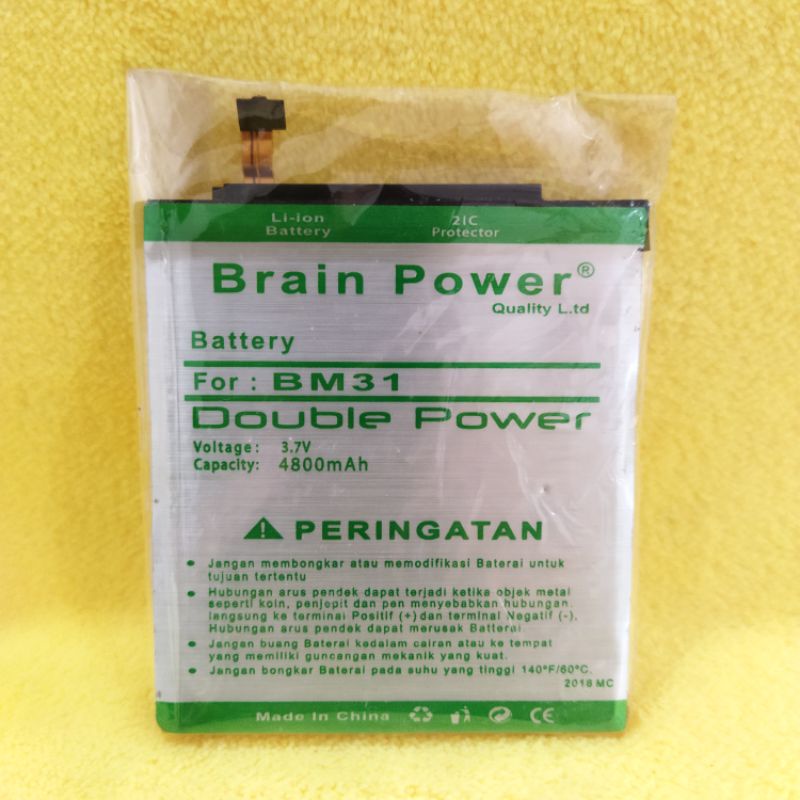 Li-ion Battery
2IC Protector
Brain Power®
Quality L.td
Battery
For : BM31
Double Power
Voltage: 3.7V
Capacity: 4800mAh
PERINGATAN
• Jangan membongkar atau memodifikasi Baterai untuk
tujuan tertentu
• Hubungan arus pendek dapat terjadi ketika objek metal
seperti koin, penjepit dan pen menyebabkan hubungan
langsung ke terminal Positif (+) dan terminal Negatif (-).
Hubungan arus pendek dapat merusak Batterai.
• Jangan buang Baterai kedalam cairan atau ke tempat
yang memiliki guncangan mekanik yang kuat.
• Jangan bongkar Baterai pada suhu yang tinggi 140°F/60°C.
2018 MC
Made In China CE